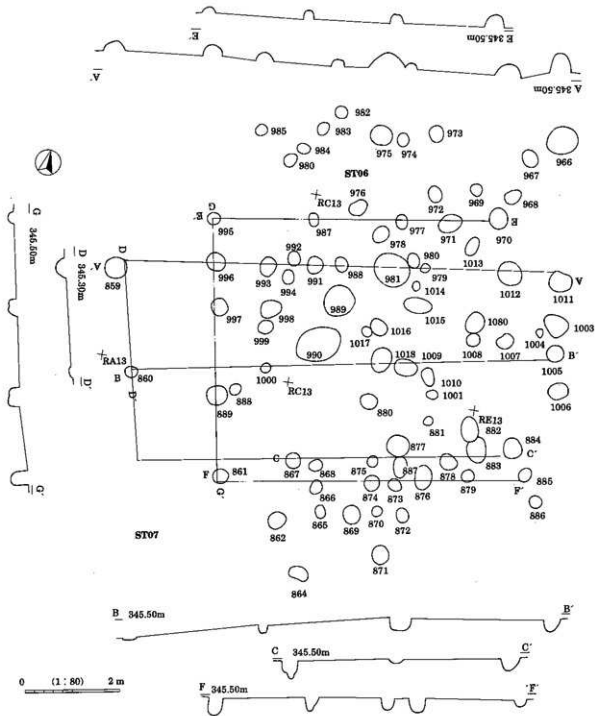 E' E 345.50m
A' A 345.50m
982
985 983 975 974 973 966
984
980 967
ST06
RC13 976 972 969 968
G
E' 995 987 977 971 970 E
978 1013
D A' 859 996 992 993 991 988 980 981 979 1012 V 1011
994 1014
997 998 989 1015
999 1017 1016 1080 1003
RA13 990 1008 1007 1004
B 860 1000 1018 1009 B' 1005
D' RC13 1010
889 888 880 1001 1006
RE13
881 882
877 884
C 867 868 875 887 878 883 C'
F 861 G' 866 874 873 876 879 F' 885
886
862 865 869 870 872
ST07 871
864
G 345.50m G'
D 345.30m D'
B 345.50m B'
C 345.50m C'
0 (1:80) 2 m
F 345.50m F'